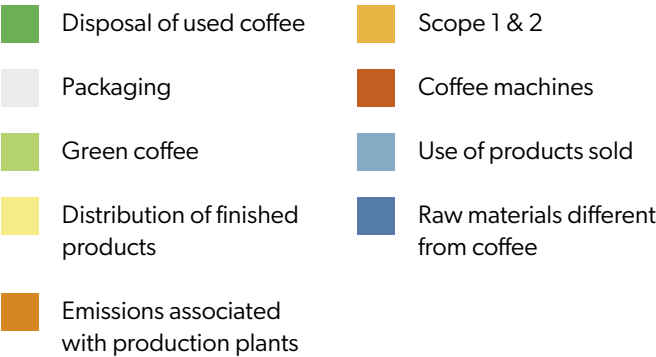 Disposal of used coffee
Packaging
Green coffee
Distribution of finished
products
Emissions associated
with production plants
Scope 1 & 2
Coffee machines
Use of products sold
Raw materials different
from coffee